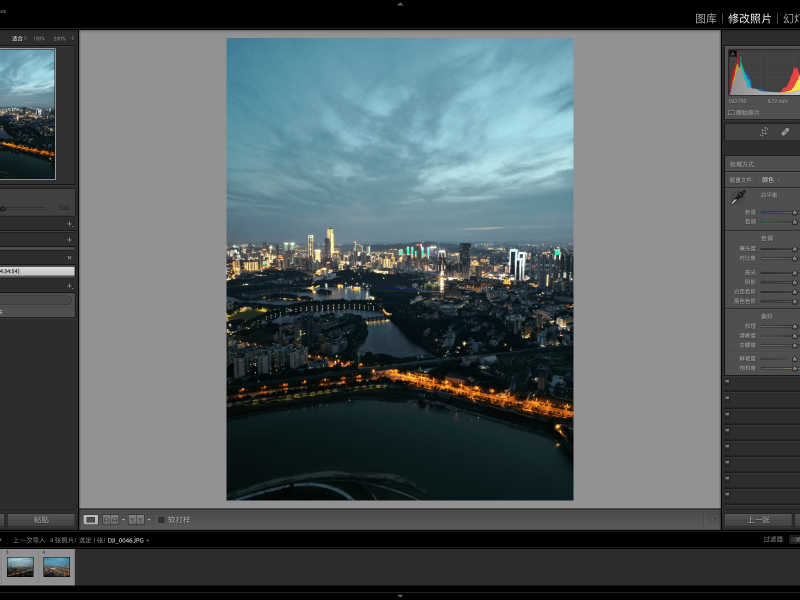 图库 | 修改照片 | 幻灯
适合 100% 200%
ISO 750 6.72 mm
原始照片
处理方式:
配置文件: 颜色
白平衡:
色温
色调
100
色调
曝光度
对比度
高光
阴影
白色色阶
黑色色阶
偏好
纹理
清晰度
去朦胧
鲜艳度
饱和度
粘贴
软打样
上一张
上一次导入 4 张照片/ 选定 1 张/ DJI_0046.JPG
过滤器:
3 4